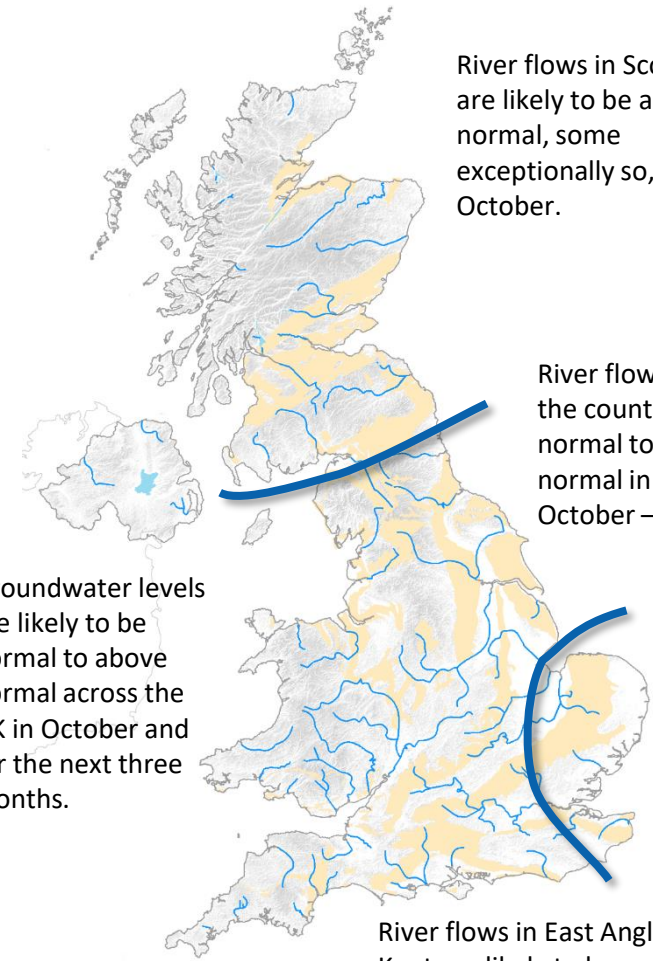 River flows in Sco
are likely to be a
normal, some
exceptionally so,
October.
River flow
the count
normal to
normal in
October –
oundwater levels
e likely to be
ormal to above
ormal across the
K in October and
r the next three
onths.
River flows in East Angl